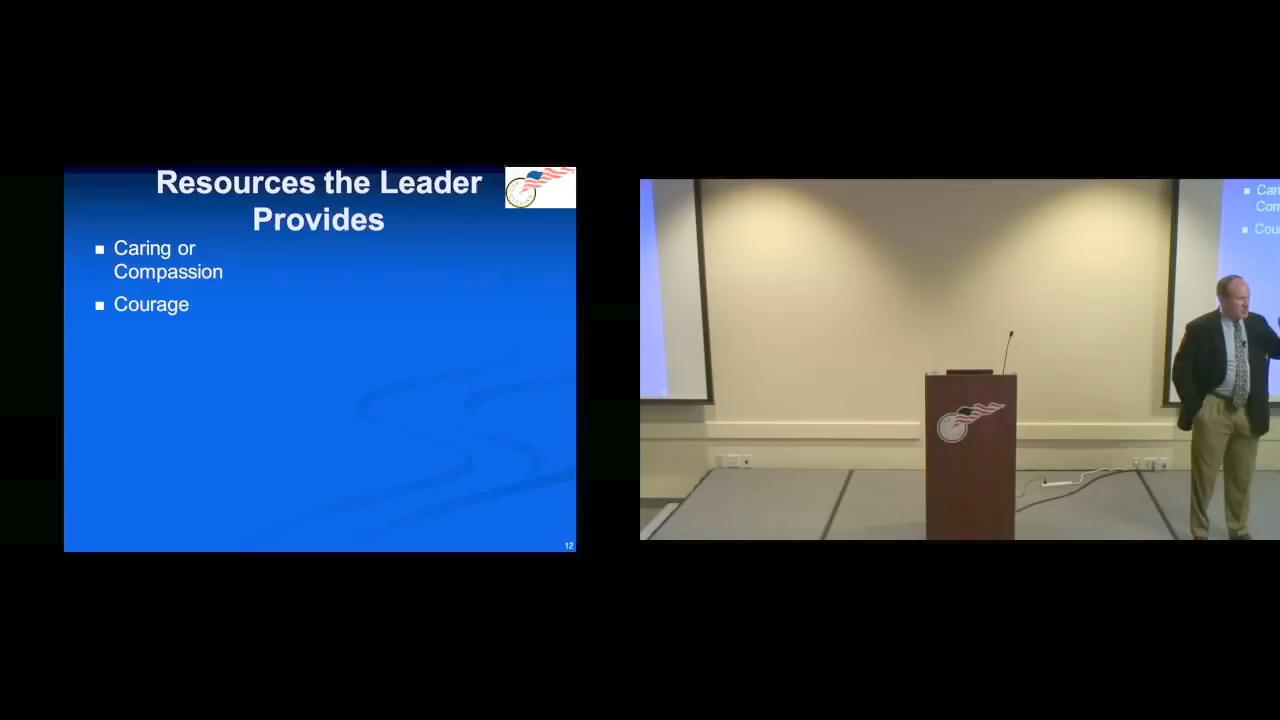 Resources the Leader
Provides
Caring or
Compassion
Courage
12